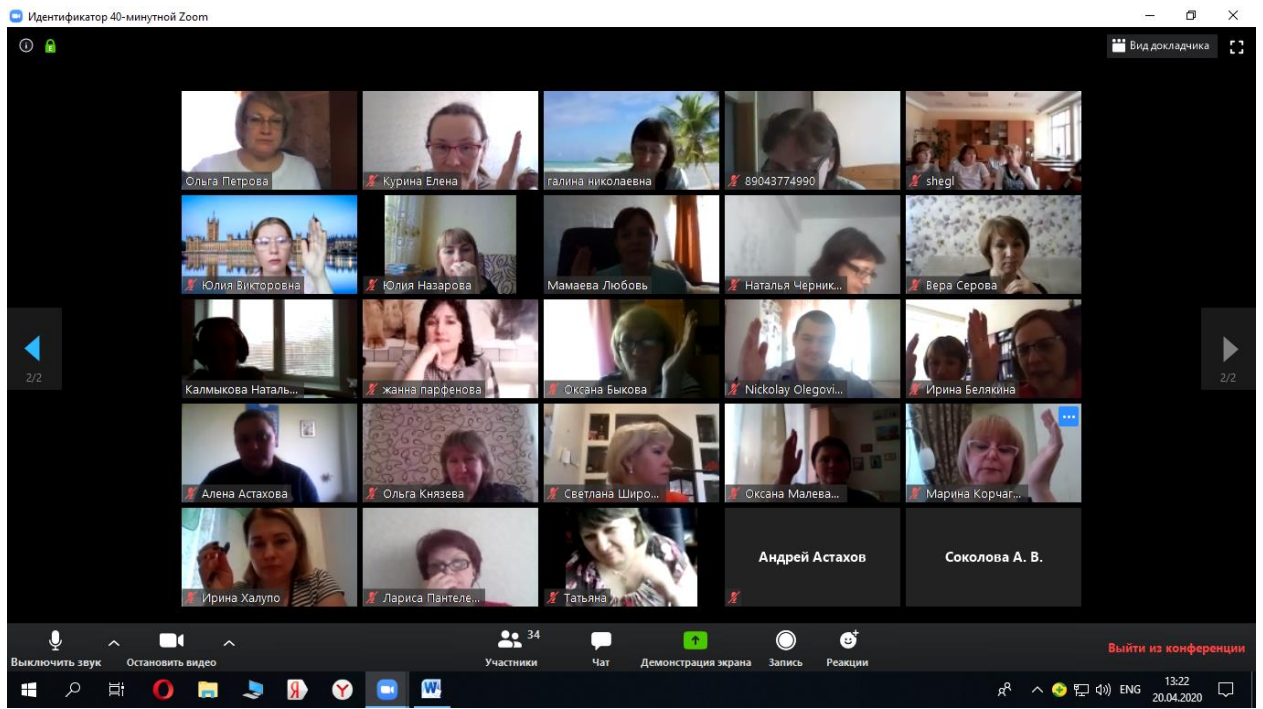 Идентификатор 40-минутной Zoom
Вид докладчика
Ольга Петрова
Курина Елена
галина николаевна
89043774990
shegl
Юлия Викторовна
Юлия Назарова
Мамаева Любовь
Наталья Черник...
Вера Серова
2/2
2/2
Калмыкова Наталь...
жанна парфенова
Оксана Быкова
Nickolay Olegovi...
Ирина Белякина
Алена Астахова
Ольга Князева
Светлана Широ...
Оксана Малева...
Марина Корчаг...
Ирина Халупо
Лариса Пантеле...
Татьяна
Андрей Астахов
Соколова А. В.
34
Выключить звук
Остановить видео
Участники
Чат
Демонстрация экрана
Запись
Реакции
Выйти из конференции
ENG
13:22
20.04.2020